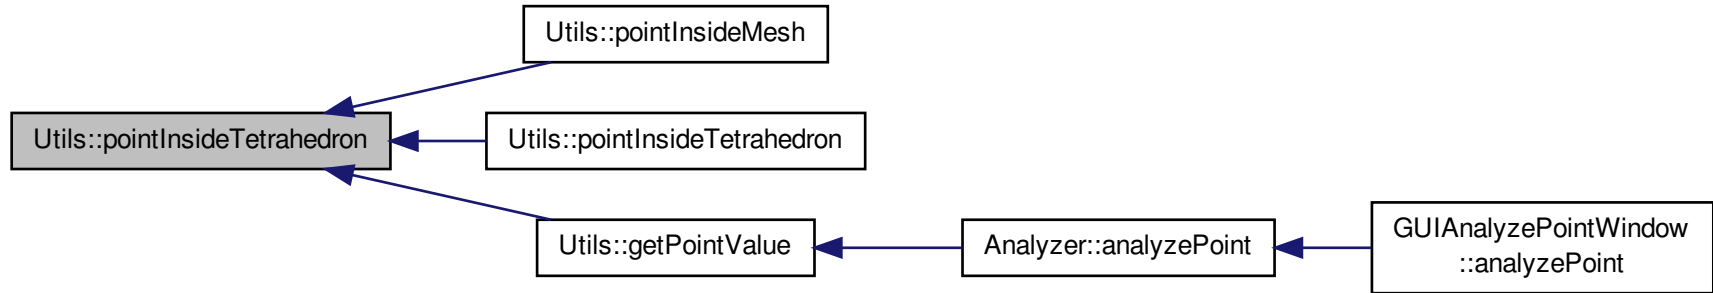 Utils::pointInsideMesh
Utils::pointInsideTetrahedron
Utils::pointInsideTetrahedron
Utils::getPointValue
Analyzer::analyzePoint
GUIAnalyzePointWindow
::analyzePoint